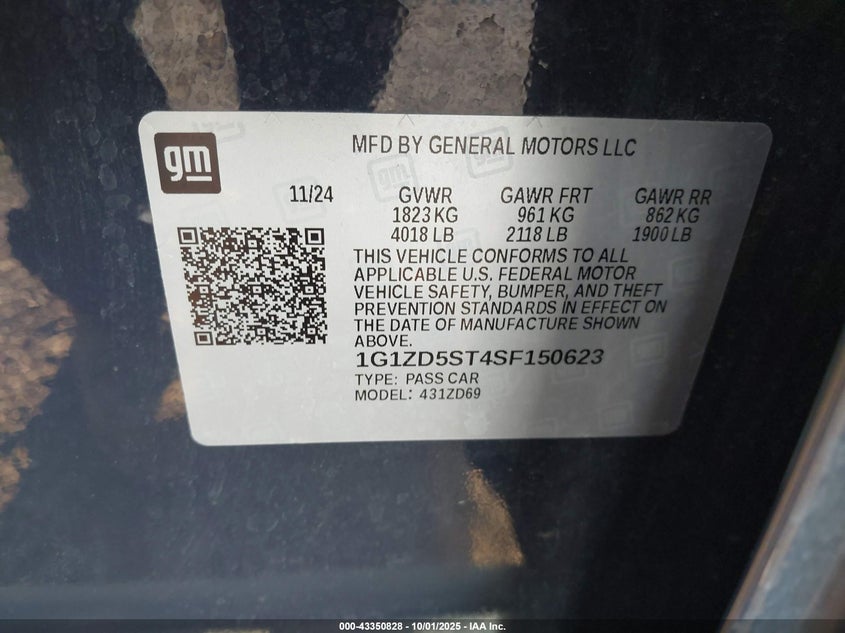 gm
MFD BY GENERAL MOTORS LLC
11/24 GVWR GAWR FRT GAWR RR
1823 KG 961 KG 862 KG
4018 LB 2118 LB 1900 LB
THIS VEHICLE CONFORMS TO ALL
APPLICABLE U.S. FEDERAL MOTOR
VEHICLE SAFETY, BUMPER, AND THEFT
PREVENTION STANDARDS IN EFFECT ON
THE DATE OF MANUFACTURE SHOWN
ABOVE.
1G1ZD5ST4SF150623
TYPE: PASS CAR
MODEL: 431ZD69
000-43350828 - 10/01/2025 - IAA Inc.